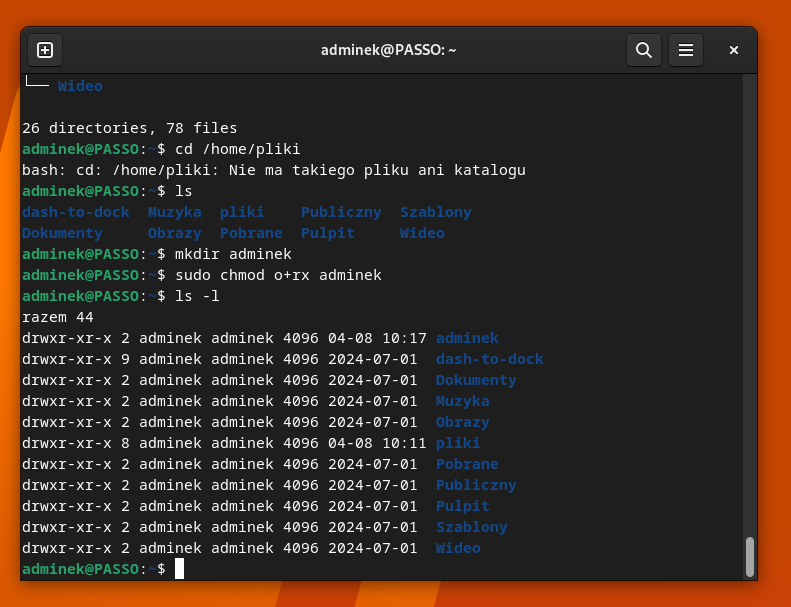 adminek@PASSO: ~
└── Wideo
26 directories, 78 files
adminek@PASSO:~$ cd /home/pliki
bash: cd: /home/pliki: Nie ma takiego pliku ani katalogu
adminek@PASSO:~$ ls
dash-to-dock  Muzyka  pliki    Publiczny  Szablony
Dokumenty     Obrazy  Pobrane  Pulpit     Wideo
adminek@PASSO:~$ mkdir adminek
adminek@PASSO:~$ sudo chmod o+rx adminek
adminek@PASSO:~$ ls -l
razem 44
drwxr-xr-x 2 adminek adminek 4096 04-08 10:17 adminek
drwxr-xr-x 9 adminek adminek 4096 2024-07-01  dash-to-dock
drwxr-xr-x 2 adminek adminek 4096 2024-07-01  Dokumenty
drwxr-xr-x 2 adminek adminek 4096 2024-07-01  Muzyka
drwxr-xr-x 2 adminek adminek 4096 2024-07-01  Obrazy
drwxr-xr-x 8 adminek adminek 4096 04-08 10:11 pliki
drwxr-xr-x 2 adminek adminek 4096 2024-07-01  Pobrane
drwxr-xr-x 2 adminek adminek 4096 2024-07-01  Publiczny
drwxr-xr-x 2 adminek adminek 4096 2024-07-01  Pulpit
drwxr-xr-x 2 adminek adminek 4096 2024-07-01  Szablony
drwxr-xr-x 2 adminek adminek 4096 2024-07-01  Wideo
adminek@PASSO:~$